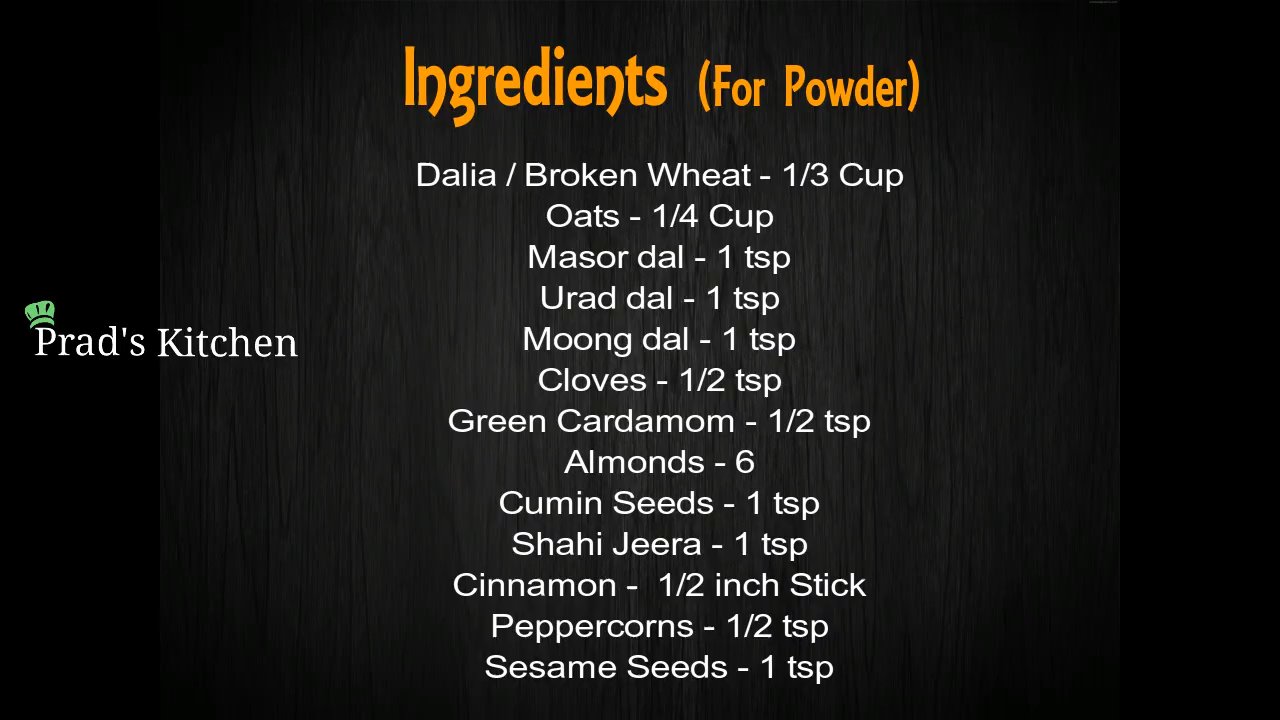 Ingredients (For Powder)
Dalia / Broken Wheat - 1/3 Cup
Oats - 1/4 Cup
Masor dal - 1 tsp
Urad dal - 1 tsp
Moong dal - 1 tsp
Prad's Kitchen
Cloves - 1/2 tsp
Green Cardamom - 1/2 tsp
Almonds - 6
Cumin Seeds - 1 tsp
Shahi Jeera - 1 tsp
Cinnamon -  1/2 inch Stick
Peppercorns - 1/2 tsp
Sesame Seeds - 1 tsp